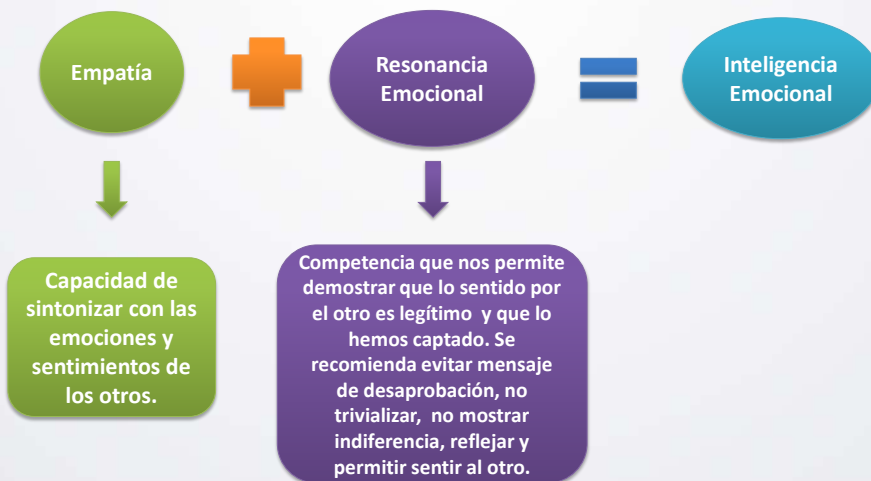 Empatía
Resonancia
Emocional
Inteligencia
Emocional
Capacidad de
sintonizar con las
emociones y
sentimientos de
los otros.
Competencia que nos permite
demostrar que lo sentido por
el otro es legítimo y que lo
hemos captado. Se
recomienda evitar mensaje
de desaprobación, no
trivializar, no mostrar
indiferencia, reflejar y
permitir sentir al otro.